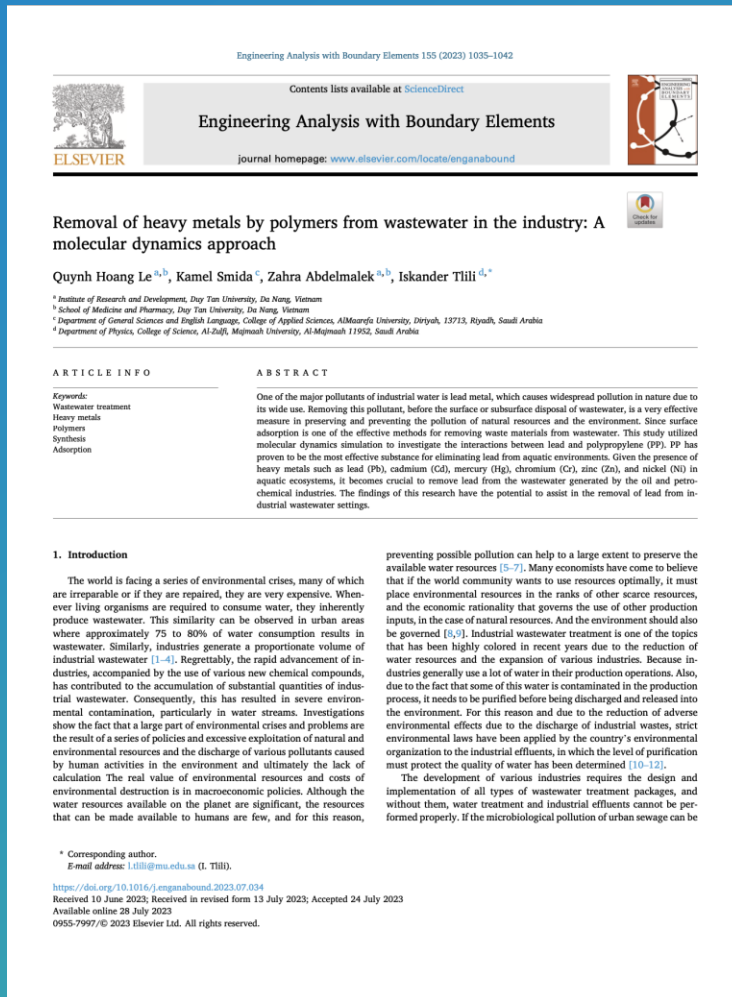 Engineering Analysis with Boundary Elements 155 (2023) 1035–1042
Contents lists available at ScienceDirect
Engineering Analysis with Boundary Elements
journal homepage: www.elsevier.com/locate/enganabound
ELSEVIER
Check for
updates
Removal of heavy metals by polymers from wastewater in the industry: A
molecular dynamics approach
Quynh Hoang Le a,b, Kamel Smida c, Zahra Abdelmalek a,b, Iskander Tlili d,*
a Institute of Research and Development, Duy Tan University, Da Nang, Vietnam
b School of Medicine and Pharmacy, Duy Tan University, Da Nang, Vietnam
c Department of General Sciences and English Language, College of Applied Sciences, AlMaarefa University, Diriyah, 13713, Riyadh, Saudi Arabia
d Department of Physics, College of Science, Al-Zulfi, Majmaah University, Al-Majmaah 11952, Saudi Arabia
ARTICLE INFO
Keywords:
Wastewater treatment
Heavy metals
Polymers
Synthesis
Adsorption
ABSTRACT
One of the major pollutants of industrial water is lead metal, which causes widespread pollution in nature due to
its wide use. Removing this pollutant, before the surface or subsurface disposal of wastewater, is a very effective
measure in preserving and preventing the pollution of natural resources and the environment. Since surface
adsorption is one of the effective methods for removing waste materials from wastewater. This study utilized
molecular dynamics simulation to investigate the interactions between lead and polypropylene (PP). PP has
proven to be the most effective substance for eliminating lead from aquatic environments. Given the presence of
heavy metals such as lead (Pb), cadmium (Cd), mercury (Hg), chromium (Cr), zinc (Zn), and nickel (Ni) in
aquatic ecosystems, it becomes crucial to remove lead from the wastewater generated by the oil and petro-
chemical industries. The findings of this research have the potential to assist in the removal of lead from in-
dustrial wastewater settings.
1. Introduction
The world is facing a series of environmental crises, many of which
are irreparable or if they are repaired, they are very expensive. When-
ever living organisms are required to consume water, they inherently
produce wastewater. This similarity can be observed in urban areas
where approximately 75 to 80% of water consumption results in
wastewater. Similarly, industries generate a proportionate volume of
industrial wastewater [1–4]. Regrettably, the rapid advancement of in-
dustries, accompanied by the use of various new chemical compounds,
has contributed to the accumulation of substantial quantities of indus-
trial wastewater. Consequently, this has resulted in severe environ-
mental contamination, particularly in water streams. Investigations
show the fact that a large part of environmental crises and problems are
the result of a series of policies and excessive exploitation of natural and
environmental resources and the discharge of various pollutants caused
by human activities in the environment and ultimately the lack of
calculation The real value of environmental resources and costs of
environmental destruction is in macroeconomic policies. Although the
water resources available on the planet are significant, the resources
that can be made available to humans are few, and for this reason,
preventing possible pollution can help to a large extent to preserve the
available water resources [5–7]. Many economists have come to believe
that if the world community wants to use resources optimally, it must
place environmental resources in the ranks of other scarce resources,
and the economic rationality that governs the use of other production
inputs, in the case of natural resources. And the environment should also
be governed [8,9]. Industrial wastewater treatment is one of the topics
that has been highly colored in recent years due to the reduction of
water resources and the expansion of various industries. Because in-
dustries generally use a lot of water in their production operations. Also,
due to the fact that some of this water is contaminated in the production
process, it needs to be purified before being discharged and released into
the environment. For this reason and due to the reduction of adverse
environmental effects due to the discharge of industrial wastes, strict
environmental laws have been applied by the country's environmental
organization to the industrial effluents, in which the level of purification
must protect the quality of water has been determined [10–12].
The development of various industries requires the design and
implementation of all types of wastewater treatment packages, and
without them, water treatment and industrial effluents cannot be per-
formed properly. If the microbiological pollution of urban sewage can be
* Corresponding author.
E-mail address: l.tlili@mu.edu.sa (I. Tlili).
https://doi.org/10.1016/j.enganabound.2023.07.034
Received 10 June 2023; Received in revised form 13 July 2023; Accepted 24 July 2023
Available online 28 July 2023
0955-7997/© 2023 Elsevier Ltd. All rights reserved.